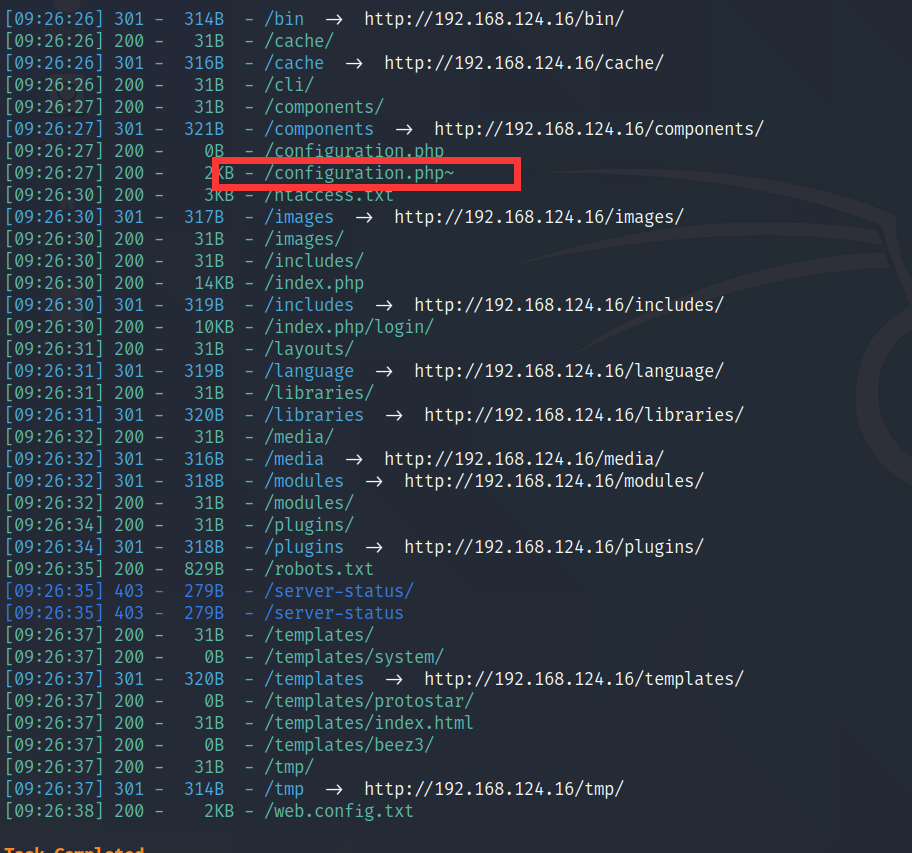 [09:26:26] 301 -  314B  - /bin  →  http://192.168.124.16/bin/
[09:26:26] 200 -   31B  - /cache/
[09:26:26] 301 -  316B  - /cache  →  http://192.168.124.16/cache/
[09:26:26] 200 -   31B  - /cli/
[09:26:27] 200 -   31B  - /components/
[09:26:27] 301 -  321B  - /components  →  http://192.168.124.16/components/
[09:26:27] 200 -    0B  - /configuration.php
[09:26:27] 200 -    2KB - /configuration.php~
[09:26:30] 200 -    3KB - /htaccess.txt
[09:26:30] 301 -  317B  - /images  →  http://192.168.124.16/images/
[09:26:30] 200 -   31B  - /images/
[09:26:30] 200 -   31B  - /includes/
[09:26:30] 200 -   14KB - /index.php
[09:26:30] 301 -  319B  - /includes  →  http://192.168.124.16/includes/
[09:26:30] 200 -   10KB - /index.php/login/
[09:26:31] 200 -   31B  - /layouts/
[09:26:31] 301 -  319B  - /language  →  http://192.168.124.16/language/
[09:26:31] 200 -   31B  - /libraries/
[09:26:31] 301 -  320B  - /libraries  →  http://192.168.124.16/libraries/
[09:26:32] 200 -   31B  - /media/
[09:26:32] 301 -  316B  - /media  →  http://192.168.124.16/media/
[09:26:32] 301 -  318B  - /modules  →  http://192.168.124.16/modules/
[09:26:32] 200 -   31B  - /modules/
[09:26:34] 200 -   31B  - /plugins/
[09:26:34] 301 -  318B  - /plugins  →  http://192.168.124.16/plugins/
[09:26:35] 200 -  829B  - /robots.txt
[09:26:35] 403 -  279B  - /server-status/
[09:26:35] 403 -  279B  - /server-status
[09:26:37] 200 -   31B  - /templates/
[09:26:37] 200 -    0B  - /templates/system/
[09:26:37] 301 -  320B  - /templates  →  http://192.168.124.16/templates/
[09:26:37] 200 -    0B  - /templates/protostar/
[09:26:37] 200 -   31B  - /templates/index.html
[09:26:37] 200 -    0B  - /templates/beez3/
[09:26:37] 200 -   31B  - /tmp/
[09:26:37] 301 -  314B  - /tmp  →  http://192.168.124.16/tmp/
[09:26:38] 200 -    2KB - /web.config.txt
Task Completed